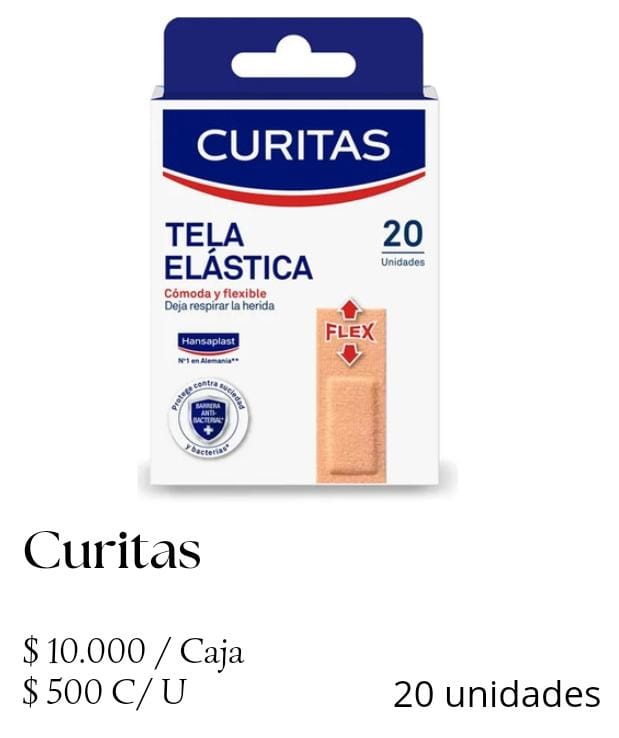 CURITAS
TELA
ELÁSTICA
20
Unidades
Cómoda y flexible
Deja respirar la herida
FLEX
Hansaplast
N°1 en Alemania**
Protege contra suciedad
BARRERA
ANTI-
BACTERIAL*
y bacterias*
Curitas
$ 10.000 / Caja
$ 500 C/ U
20 unidades